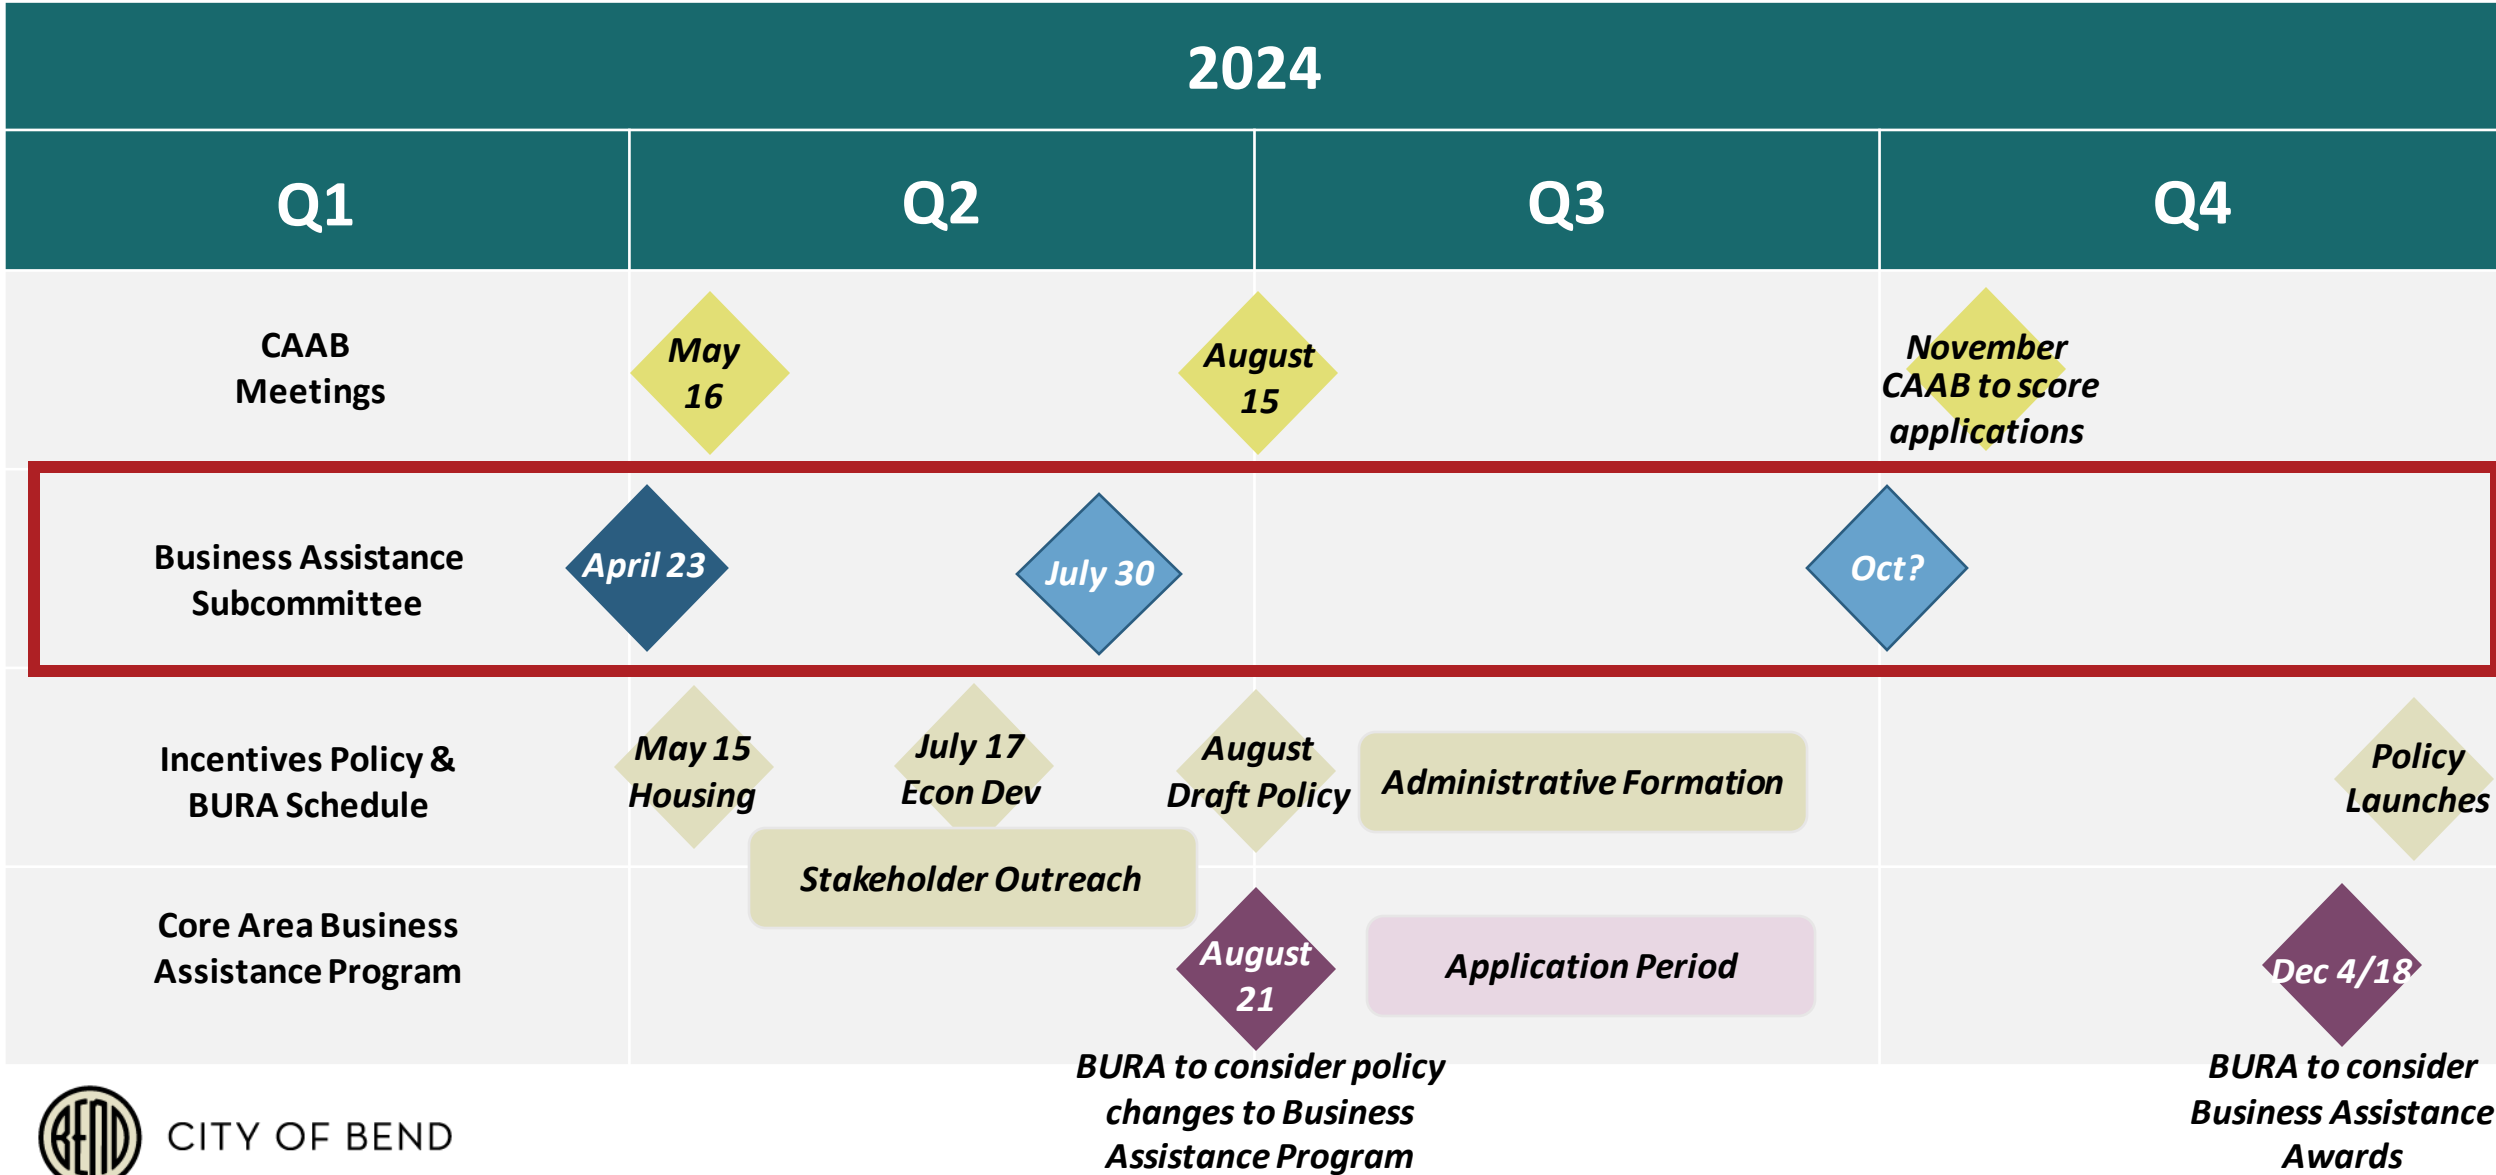 2024
Q1
Q2
Q3
Q4
CAAB
Meetings
May
16
August
15
November
CAAB to score
applications
Business Assistance
Subcommittee
April 23
July 30
Oct?
Incentives Policy &
BURA Schedule
May 15
Housing
July 17
Econ Dev
August
Draft Policy
Administrative Formation
Policy
Launches
Stakeholder Outreach
Core Area Business
Assistance Program
August
21
Application Period
Dec 4/18
BURA to consider policy
changes to Business
Assistance Program
BURA to consider
Business Assistance
Awards
BEND
CITY OF BEND